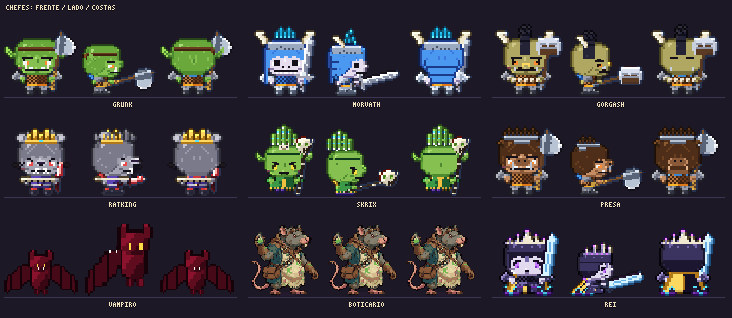 CHEFES: FRENTE / LADO / COSTAS
GRUNK
MORVATH
GORGASH
RATKING
SKRIX
PRESA
VAMPIRO
BOTICARIO
REI